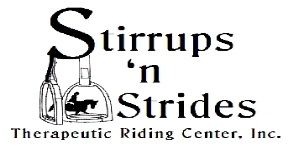 Stirrups
'n
Strides
Therapeutic Riding Center, Inc.